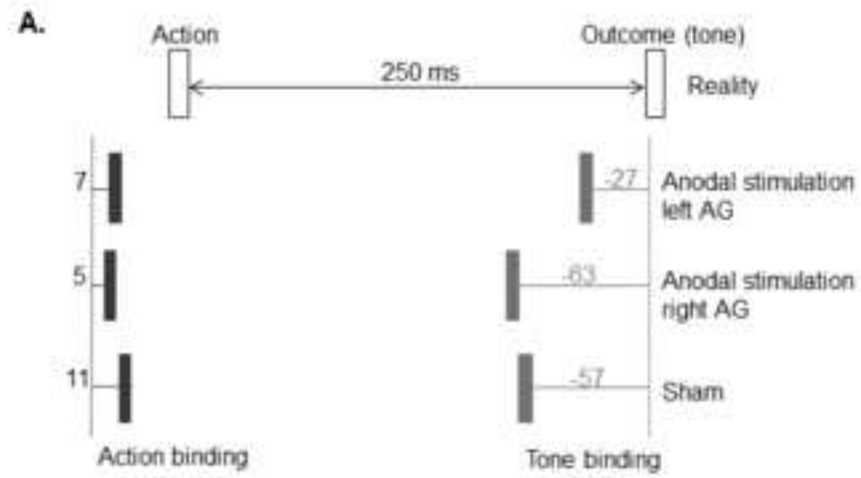 A.
Action
Outcome (tone)
250 ms
Reality
7
-27
Anodal stimulation
left AG
5
-63
Anodal stimulation
right AG
11
-57
Sham
Action binding
Tone binding